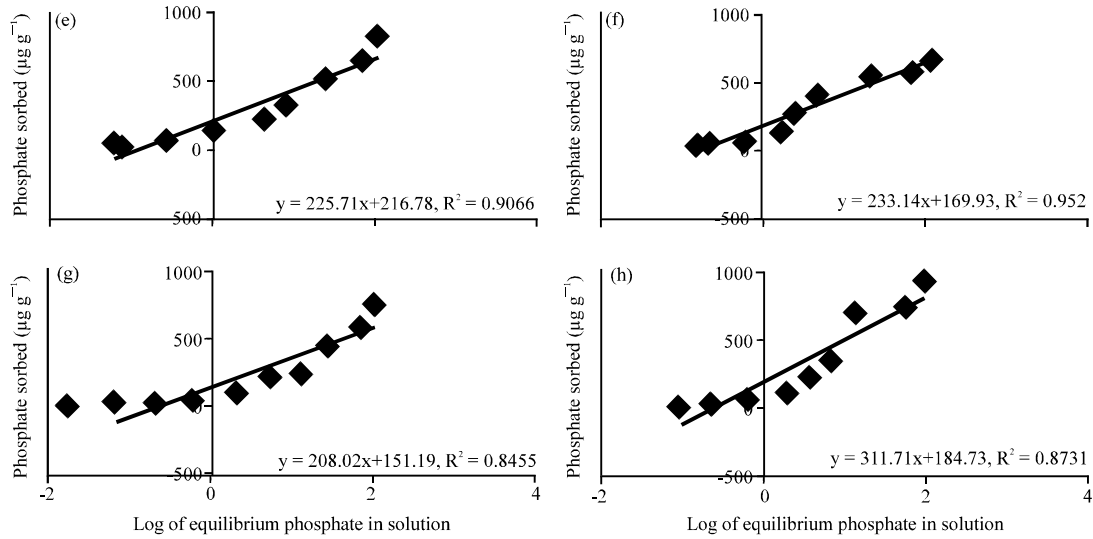 (e)
1000
500
0
500
Phosphate sorbed (µg g⁻¹)
y = 225.71x+216.78, R² = 0.9066
(f)
1000
500
0
-500
Phosphate sorbed (µg g⁻¹)
y = 233.14x+169.93, R² = 0.952
(g)
1000
500
0
500
Phosphate sorbed (µg g⁻¹)
y = 208.02x+151.19, R² = 0.8455
-2 0 2 4
Log of equilibrium phosphate in solution
(h)
1000
500
0
-500
Phosphate sorbed (µg g⁻¹)
y = 311.71x+184.73, R² = 0.8731
-2 0 2 4
Log of equilibrium phosphate in solution